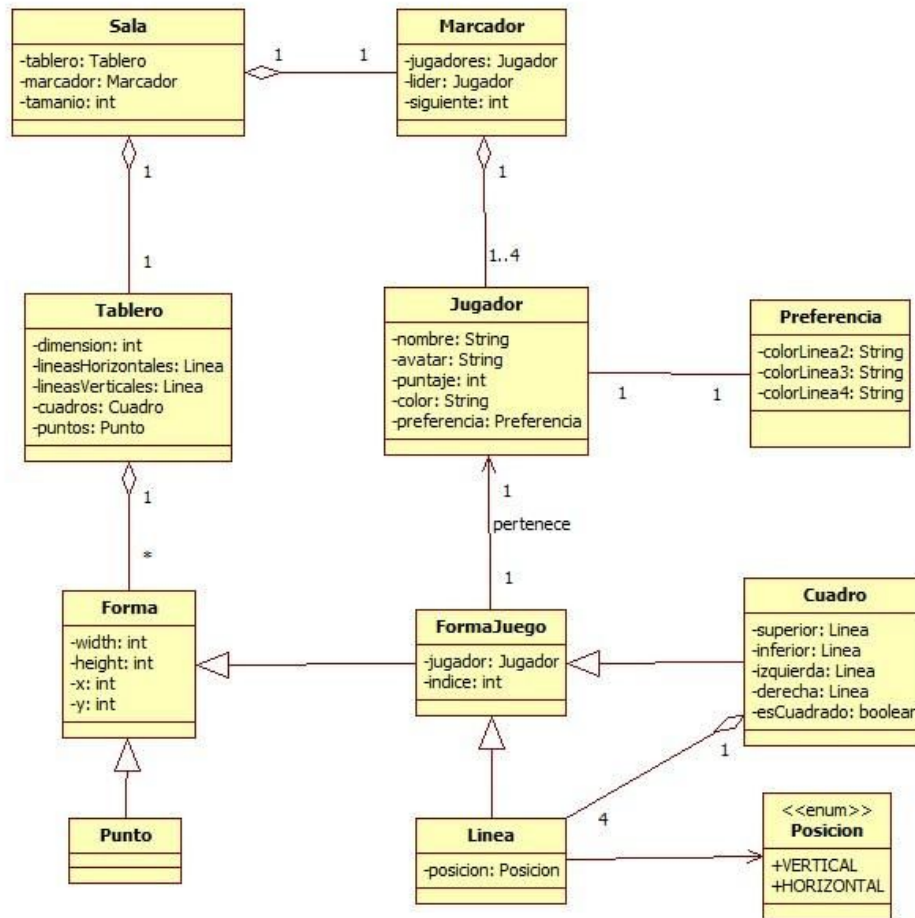 Sala
-tablero: Tablero
-marcador: Marcador
-tamanio: int
1
1
Marcador
-jugadores: Jugador
-lider: Jugador
-siguiente: int
1
1
1
1..4
Tablero
-dimension: int
-lineasHorizontales: Linea
-lineasVerticales: Linea
-cuadros: Cuadro
-puntos: Punto
Jugador
-nombre: String
-avatar: String
-puntaje: int
-color: String
-preferencia: Preferencia
1
1
Preferencia
-colorLinea2: String
-colorLinea3: String
-colorLinea4: String
1
*
1
pertenece
1
Forma
-width: int
-height: int
-x: int
-y: int
FormaJuego
-jugador: Jugador
-indice: int
Cuadro
-superior: Linea
-inferior: Linea
-izquierda: Linea
-derecha: Linea
-esCuadrado: boolean
1
4
Punto
Linea
-posicion: Posicion
<<enum>>
Posicion
+VERTICAL
+HORIZONTAL